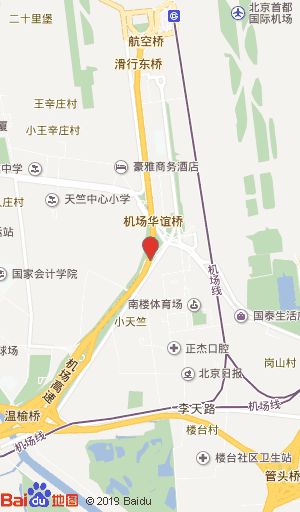 二十里堡
北京首都
国际机场
航空桥
滑行东桥
王辛庄村
小王辛庄村
厦
中学
豪雅商务酒店
天竺中心小学
庄村
机场华谊桥
站
国家会计学院
机场线
南楼体育场
国泰生活
小天竺
球场
正杰口腔
岗山村
机场高速
北京日报
李天路
机场线
温榆桥
楼台村
机场线
楼台社区卫生站
管头桥
Bai du 地图
© 2019 Baidu